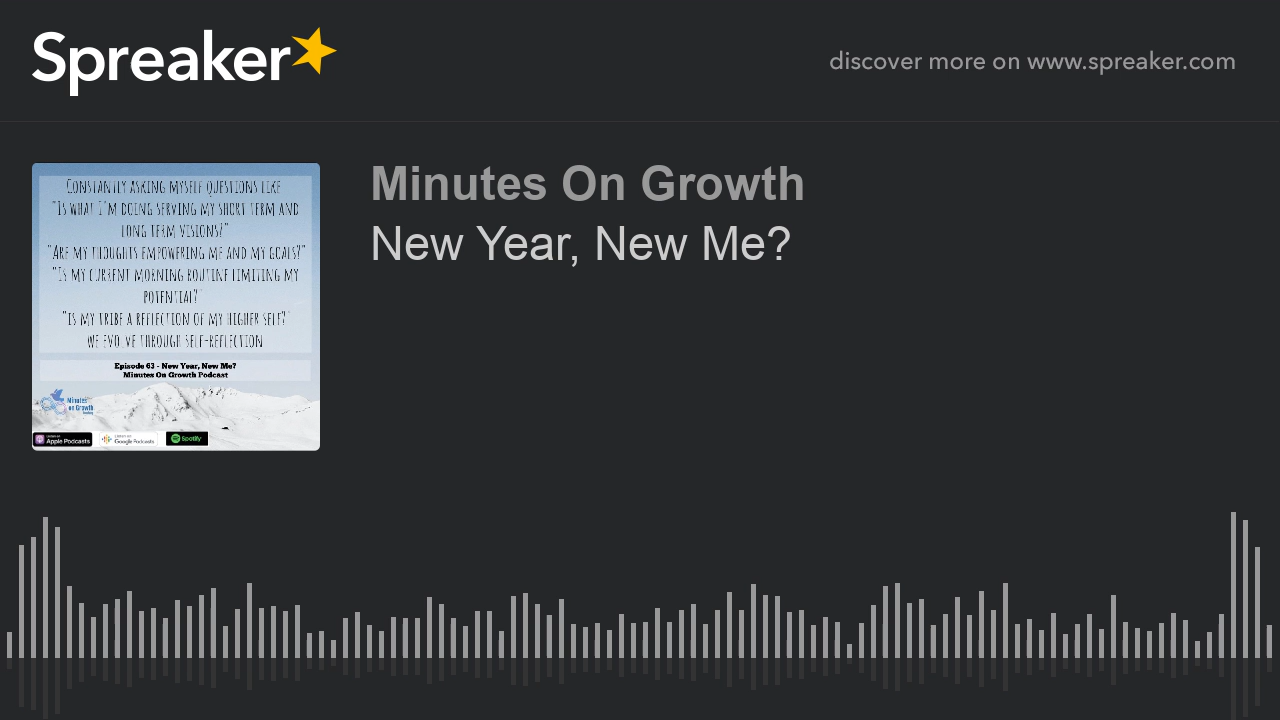 Spreaker
discover more on www.spreaker.com
Minutes On Growth
New Year, New Me?
CONSTANTLY ASKING MYSELF QUESTIONS LIKE
"IS WHAT I'M DOING SERVING MY SHORT TERM AND
LONG TERM VISIONS?"
"ARE MY THOUGHTS EMPOWERING ME AND MY GOALS?"
"IS MY CURRENT MORNING ROUTINE LIMITING MY
POTENTIAL?"
"IS MY TRIBE A REFLECTION OF MY HIGHER SELF?"
WE EVOLVE THROUGH SELF-REFLECTION
Episode 63 - New Year, New Me?
Minutes On Growth Podcast
Minutes
on Growth
Apple Podcasts
Google Podcasts
Spotify